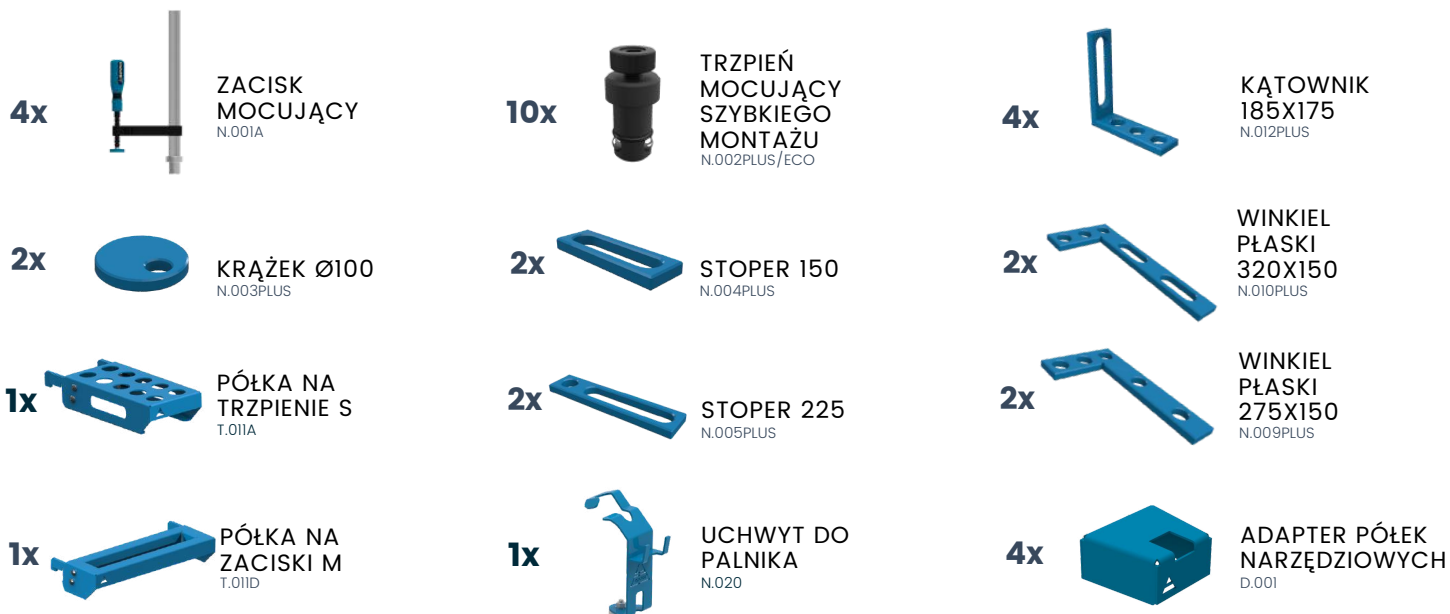 4x
ZACISK
MOCUJĄCY
N.001A
10x
TRZPIEŃ
MOCUJĄCY
SZYBKIEGO
MONTAŻU
N.002PLUS/ECO
4x
KĄTOWNIK
185X175
N.012PLUS
2x
KRĄŻEK Ø100
N.003PLUS
2x
STOPER 150
N.004PLUS
2x
WINKIEL
PŁASKI
320X150
N.010PLUS
1x
PÓŁKA NA
TRZPIENIE S
T.011A
2x
STOPER 225
N.005PLUS
2x
WINKIEL
PŁASKI
275X150
N.009PLUS
1x
PÓŁKA NA
ZACISKI M
T.011D
1x
UCHWYT DO
PALNIKA
N.020
4x
ADAPTER PÓŁEK
NARZĘDZIOWYCH
D.001